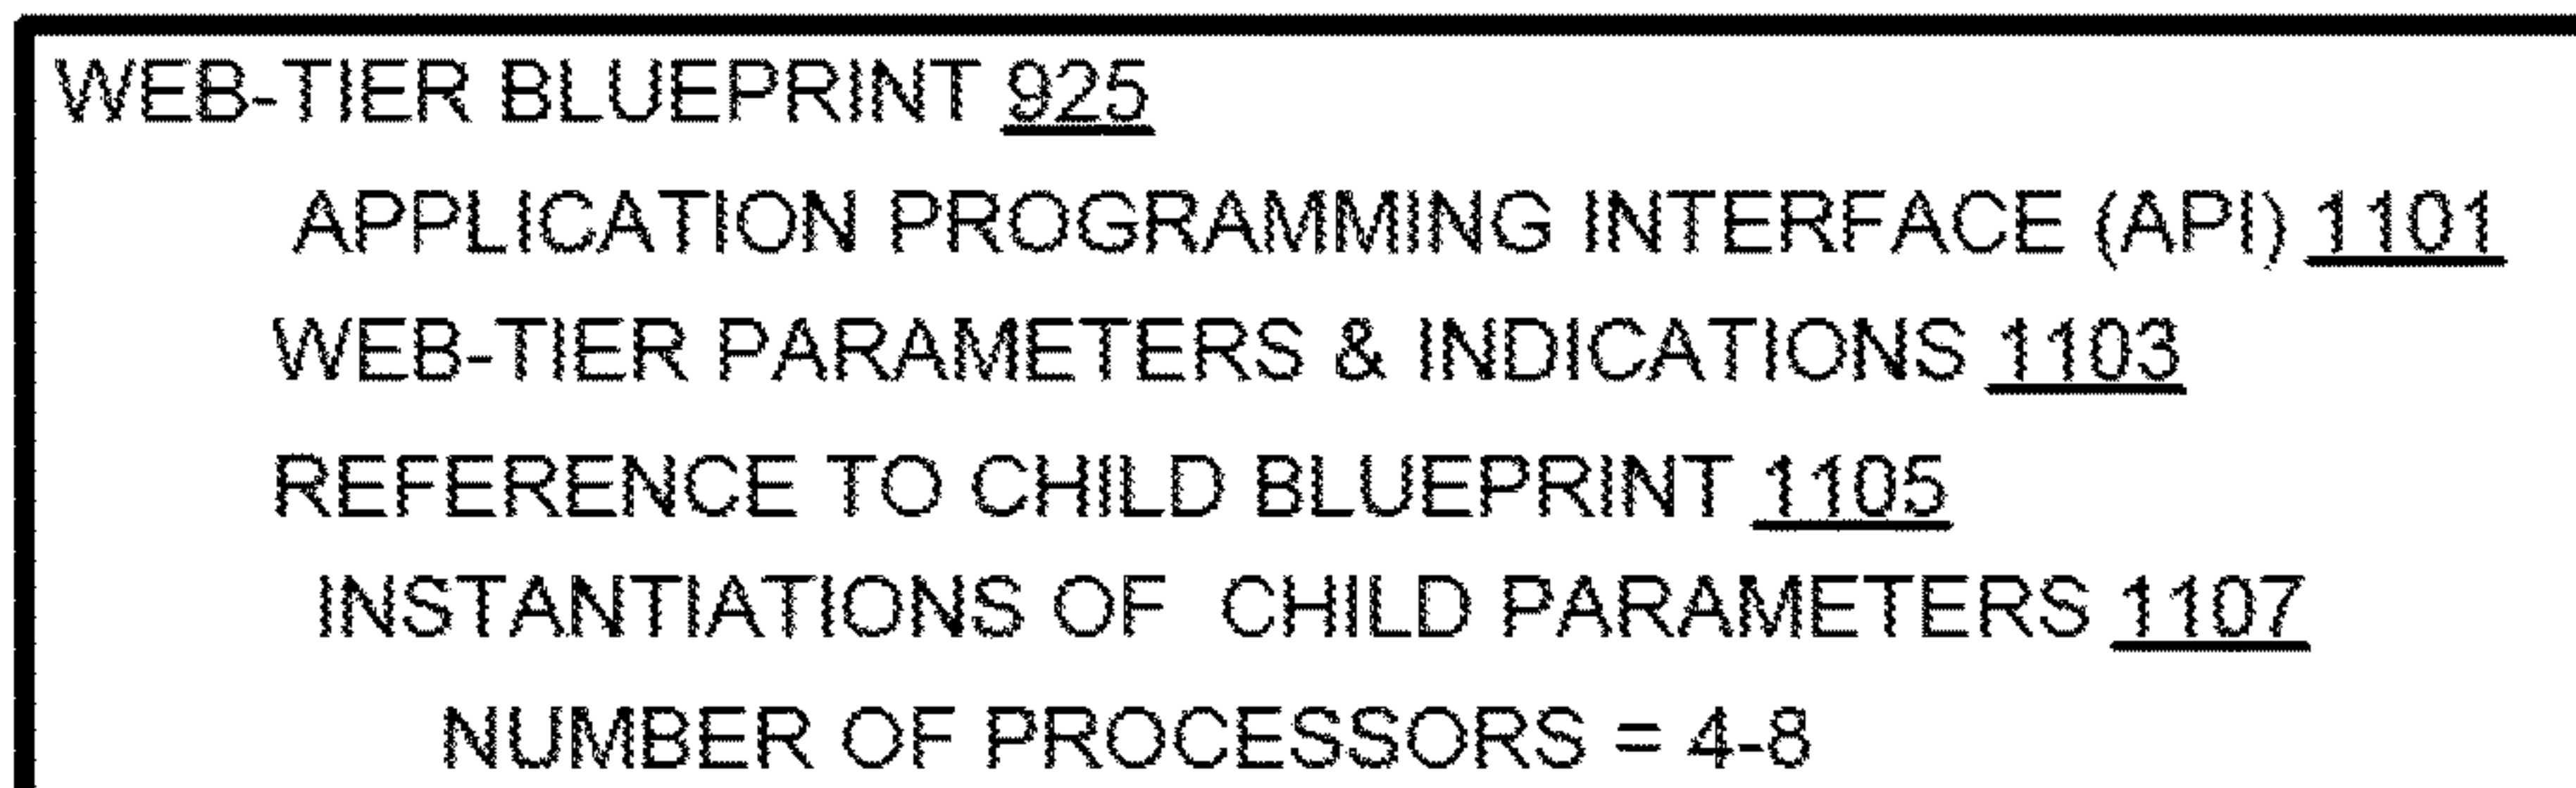 WEB-TIER BLUEPRINT 925
APPLICATION PROGRAMMING INTERFACE (API) 1101
WEB-TIER PARAMETERS & INDICATIONS 1103
REFERENCE TO CHILD BLUEPRINT 1105
INSTANTIATIONS OF CHILD PARAMETERS 1107
NUMBER OF PROCESSORS = 4-8